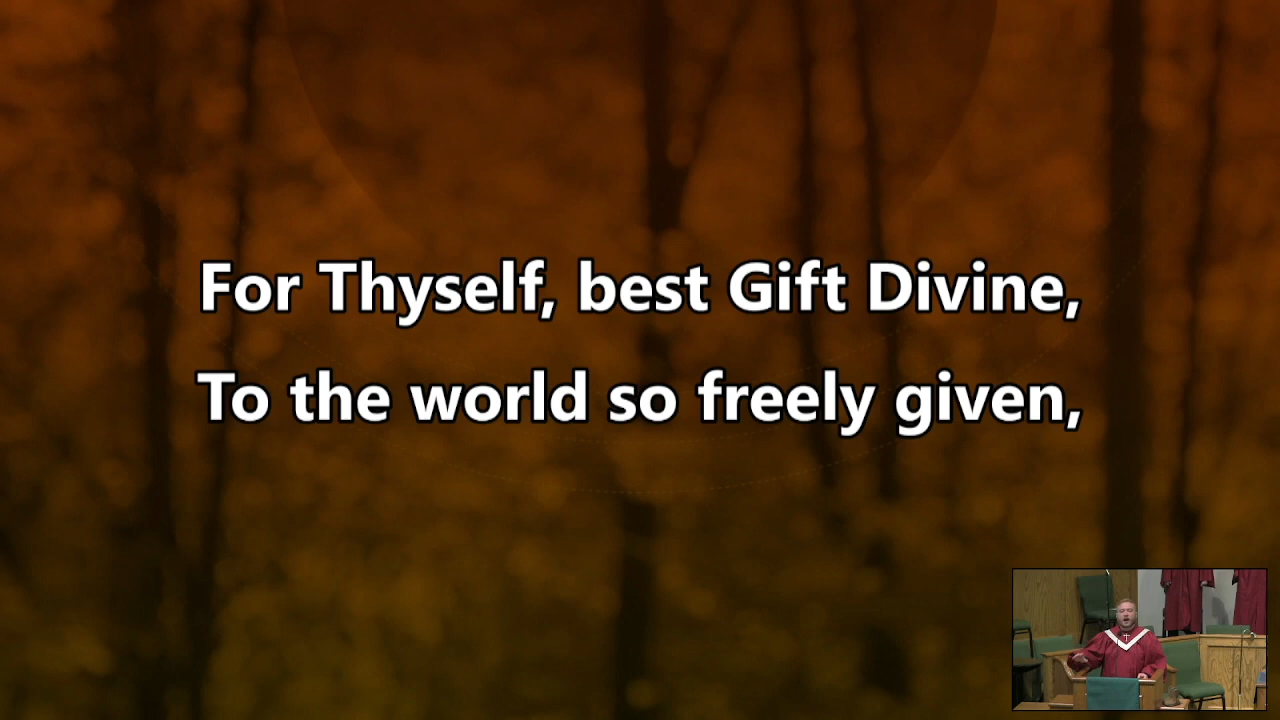 For Thyself, best Gift Divine,
To the world so freely given,